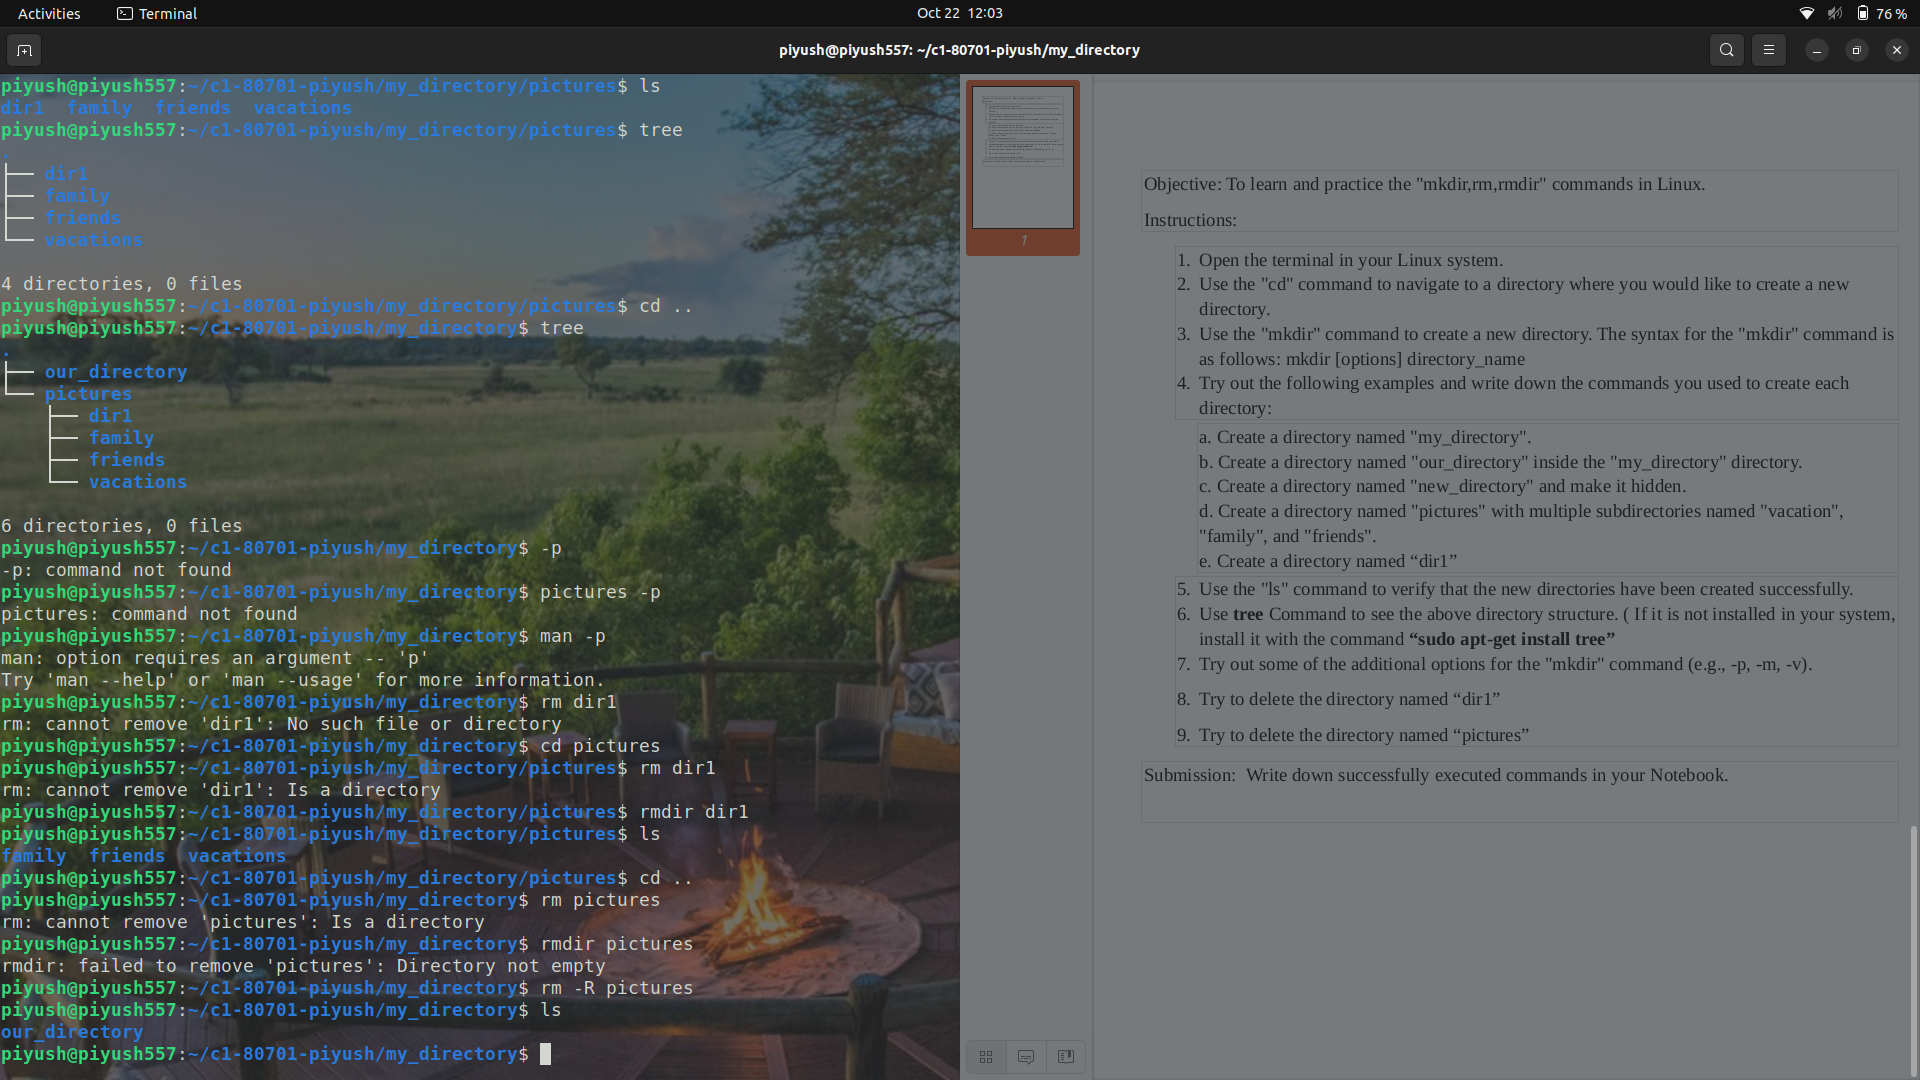 Activities
Terminal
Oct 22 12:03
76 %
piyush@piyush557: ~/c1-80701-piyush/my_directory
piyush@piyush557:~/c1-80701-piyush/my_directory/pictures$ ls
dir1 family friends vacations
piyush@piyush557:~/c1-80701-piyush/my_directory/pictures$ tree
.
├── dir1
├── family
├── friends
└── vacations
4 directories, 0 files
piyush@piyush557:~/c1-80701-piyush/my_directory/pictures$ cd ..
piyush@piyush557:~/c1-80701-piyush/my_directory$ tree
.
├── our_directory
└── pictures
    ├── dir1
    ├── family
    ├── friends
    └── vacations
6 directories, 0 files
piyush@piyush557:~/c1-80701-piyush/my_directory$ -p
-p: command not found
piyush@piyush557:~/c1-80701-piyush/my_directory$ pictures -p
pictures: command not found
piyush@piyush557:~/c1-80701-piyush/my_directory$ man -p
man: option requires an argument -- 'p'
Try 'man --help' or 'man --usage' for more information.
piyush@piyush557:~/c1-80701-piyush/my_directory$ rm dir1
rm: cannot remove 'dir1': No such file or directory
piyush@piyush557:~/c1-80701-piyush/my_directory$ cd pictures
piyush@piyush557:~/c1-80701-piyush/my_directory/pictures$ rm dir1
rm: cannot remove 'dir1': Is a directory
piyush@piyush557:~/c1-80701-piyush/my_directory/pictures$ rmdir dir1
piyush@piyush557:~/c1-80701-piyush/my_directory/pictures$ ls
family friends vacations
piyush@piyush557:~/c1-80701-piyush/my_directory/pictures$ cd ..
piyush@piyush557:~/c1-80701-piyush/my_directory$ rm pictures
rm: cannot remove 'pictures': Is a directory
piyush@piyush557:~/c1-80701-piyush/my_directory$ rmdir pictures
rmdir: failed to remove 'pictures': Directory not empty
piyush@piyush557:~/c1-80701-piyush/my_directory$ rm -R pictures
piyush@piyush557:~/c1-80701-piyush/my_directory$ ls
our_directory
piyush@piyush557:~/c1-80701-piyush/my_directory$
1
Objective: To learn and practice the "mkdir,rm,rmdir" commands in Linux.
Instructions:
1. Open the terminal in your Linux system.
2. Use the "cd" command to navigate to a directory where you would like to create a new
directory.
3. Use the "mkdir" command to create a new directory. The syntax for the "mkdir" command is
as follows: mkdir [options] directory_name
4. Try out the following examples and write down the commands you used to create each
directory:
a. Create a directory named "my_directory".
b. Create a directory named "our_directory" inside the "my_directory" directory.
c. Create a directory named "new_directory" and make it hidden.
d. Create a directory named "pictures" with multiple subdirectories named "vacation",
"family", and "friends".
e. Create a directory named “dir1”
5. Use the "ls" command to verify that the new directories have been created successfully.
6. Use tree Command to see the above directory structure. ( If it is not installed in your system,
install it with the command “sudo apt-get install tree”
7. Try out some of the additional options for the "mkdir" command (e.g., -p, -m, -v).
8. Try to delete the directory named “dir1”
9. Try to delete the directory named “pictures”
Submission: Write down successfully executed commands in your Notebook.